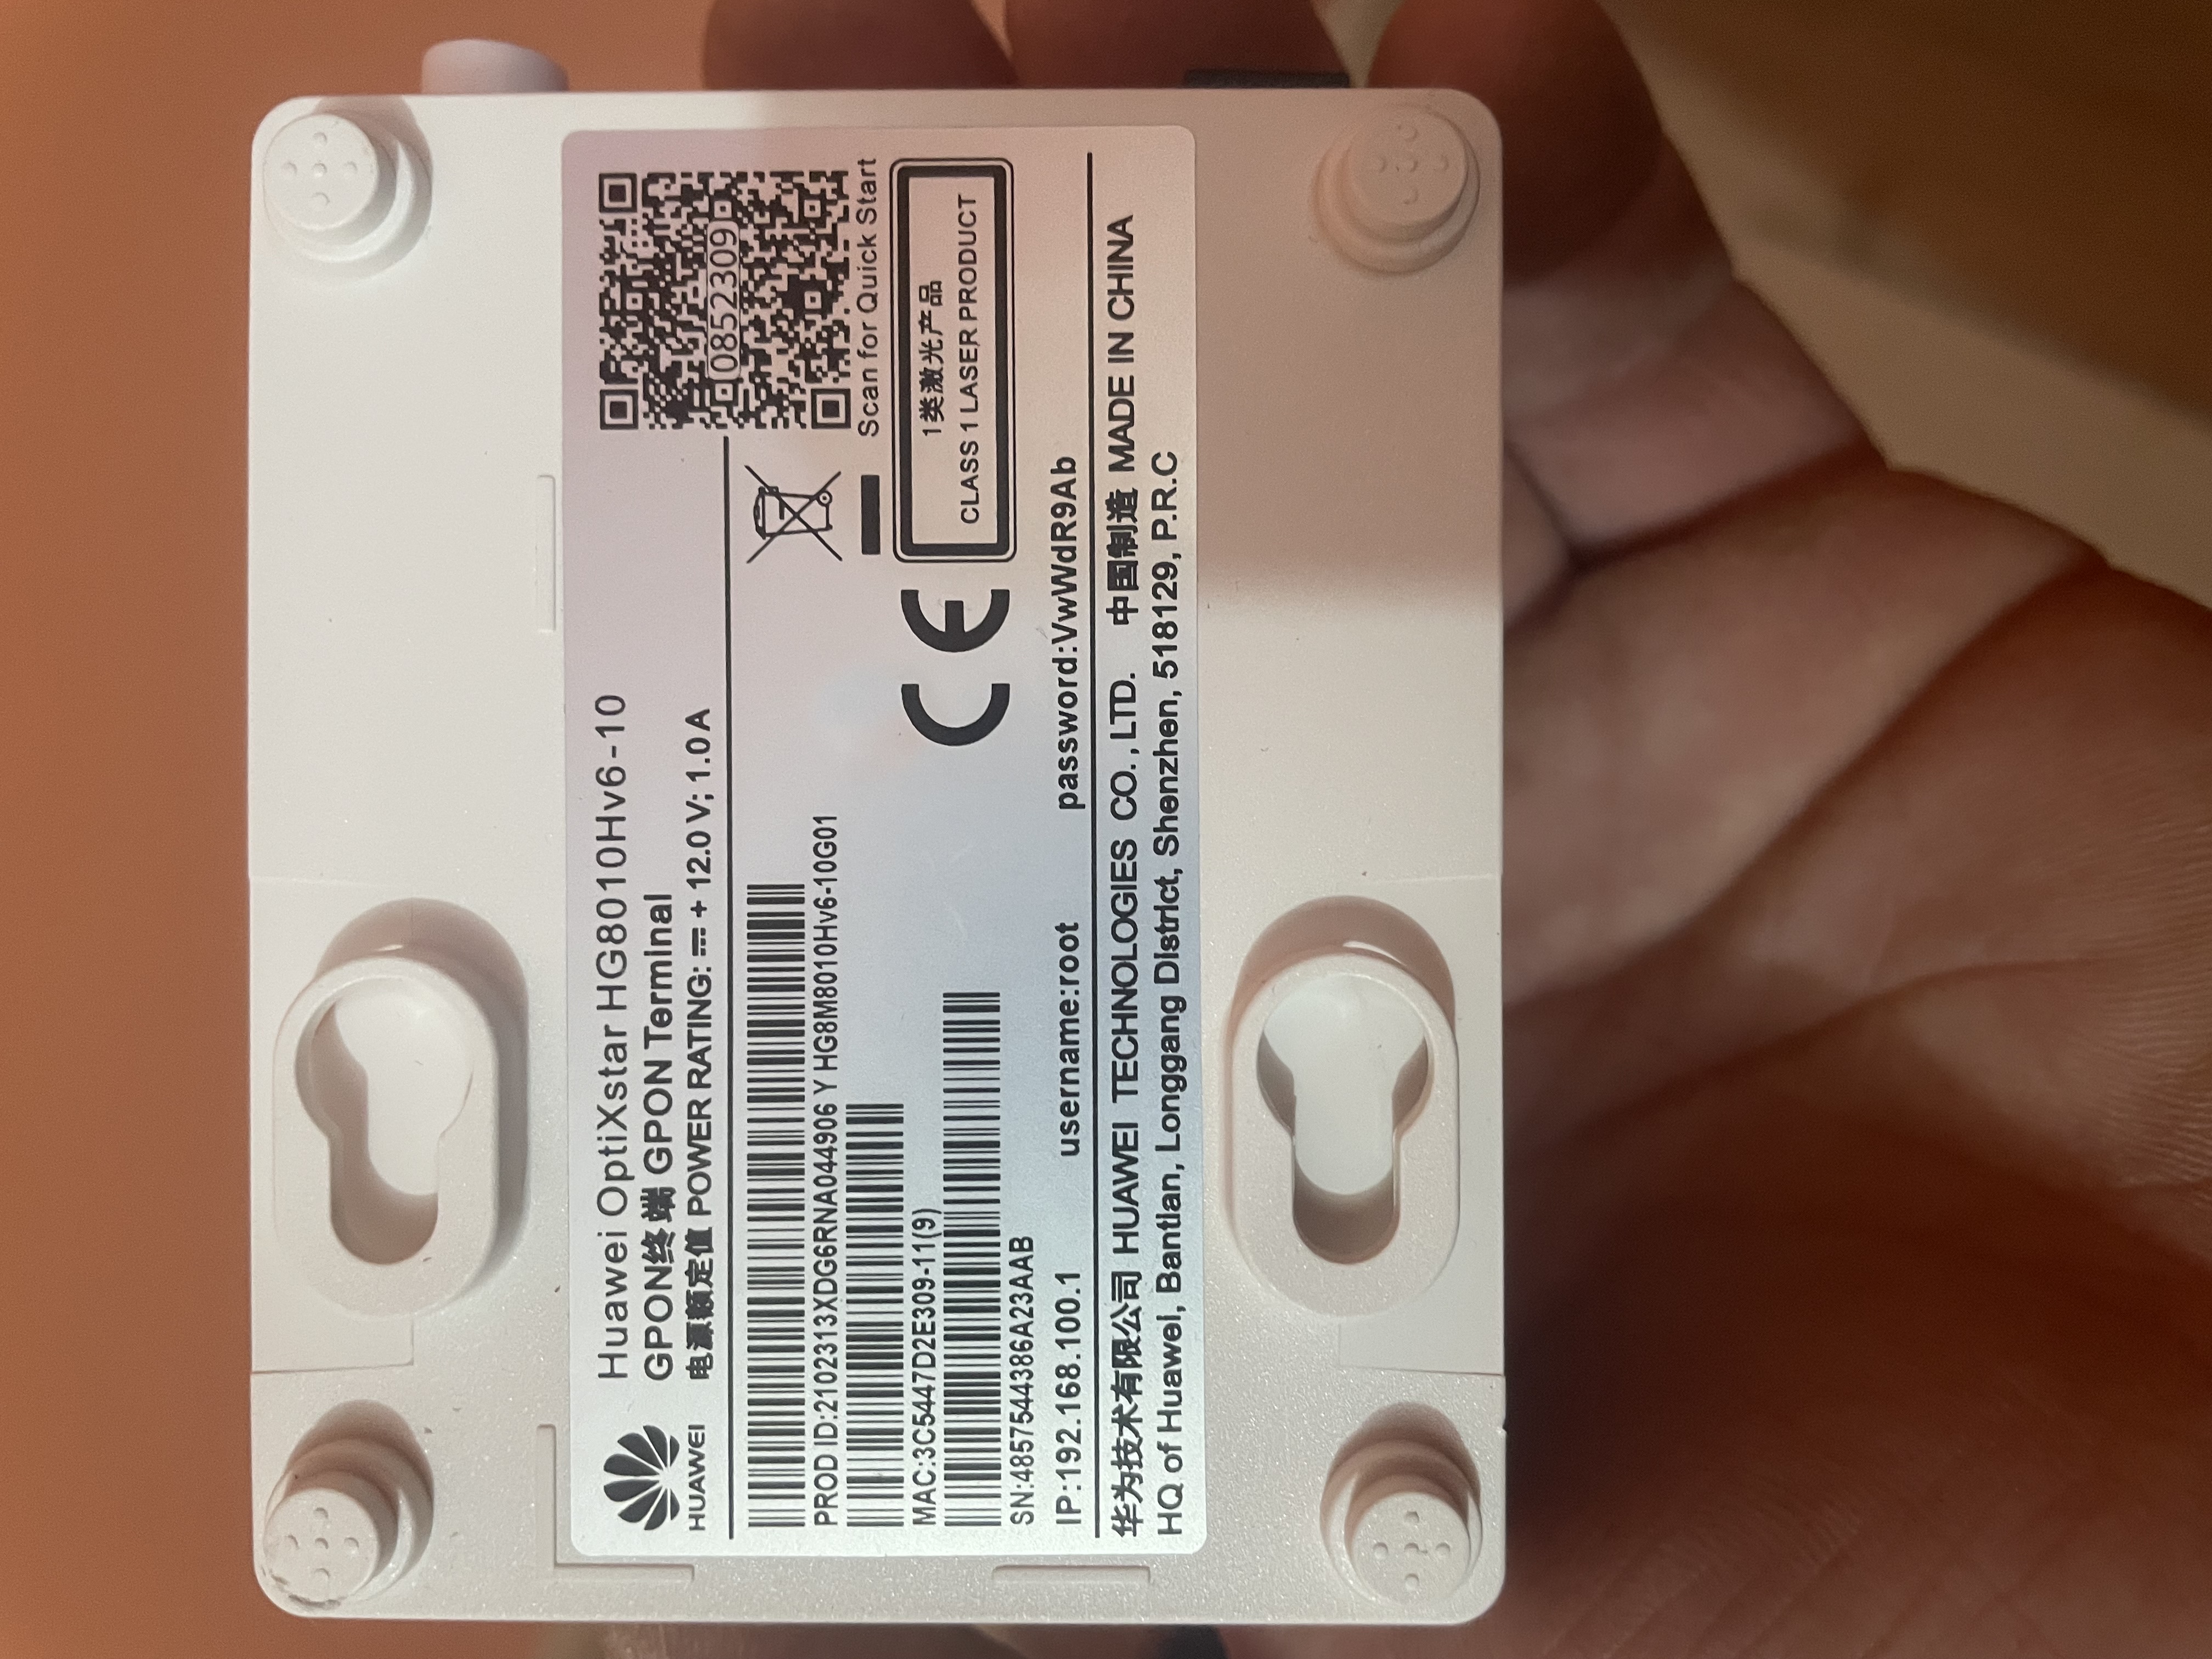 HUAWEI
Huawei OptiXstar HG8010Hv6-10
GPON终端 GPON Terminal
电源额定值 POWER RATING: ⎓ + 12.0 V; 1.0 A
0852309
Scan for Quick Start
PROD ID:2102313XDG6RNA044906 Y HG8M8010Hv6-10G01
MAC:3C5447D2E309-11(9)
SN:4857544386A23AAB
CE
1类激光产品
CLASS 1 LASER PRODUCT
IP:192.168.100.1 username:root password:VwWdR9Ab
华为技术有限公司 HUAWEI TECHNOLOGIES CO., LTD. 中国制造 MADE IN CHINA
HQ of Huawei, Bantian, Longgang District, Shenzhen, 518129, P.R.C